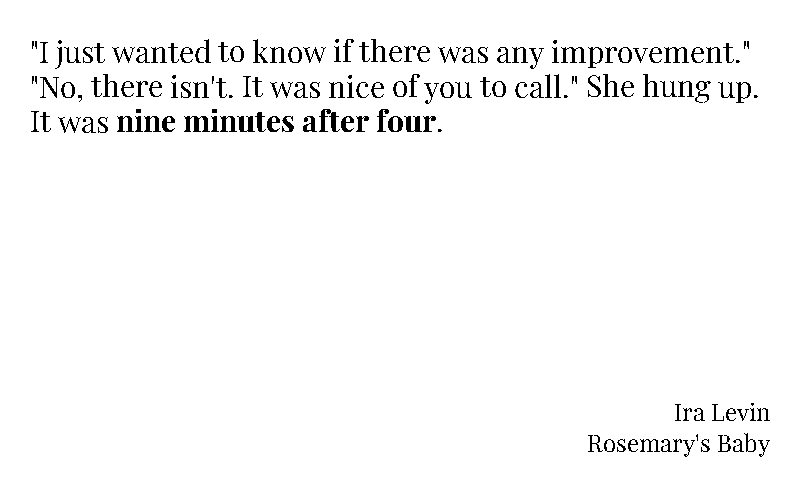 "I just wanted to know if there was any improvement."
"No, there isn't. It was nice of you to call." She hung up.
It was nine minutes after four.
Ira Levin
Rosemary's Baby